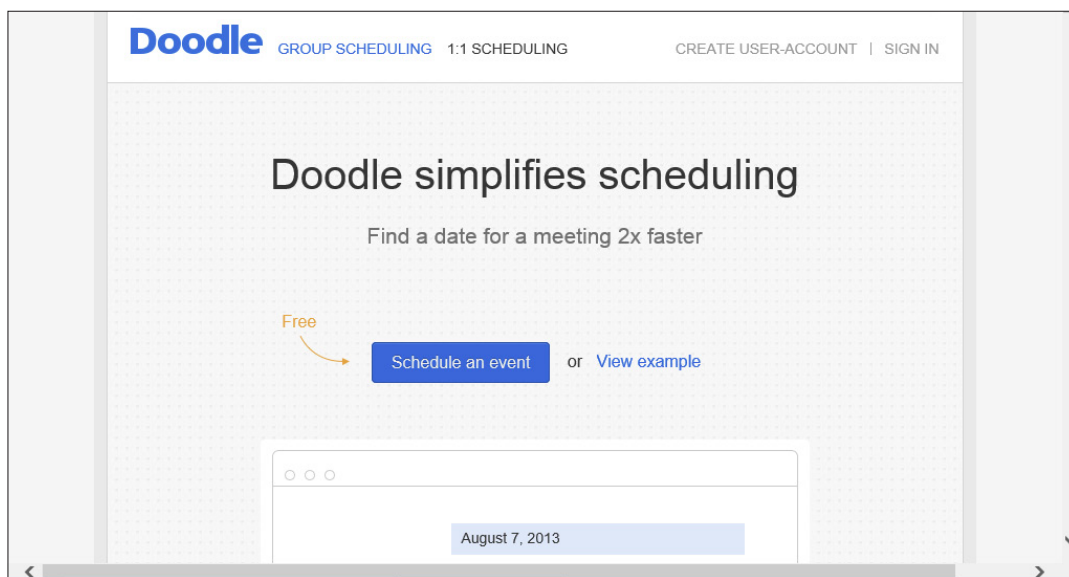 Doodle GROUP SCHEDULING 1:1 SCHEDULING CREATE USER-ACCOUNT | SIGN IN
Doodle simplifies scheduling
Find a date for a meeting 2x faster
Free
Schedule an event or View example
August 7, 2013